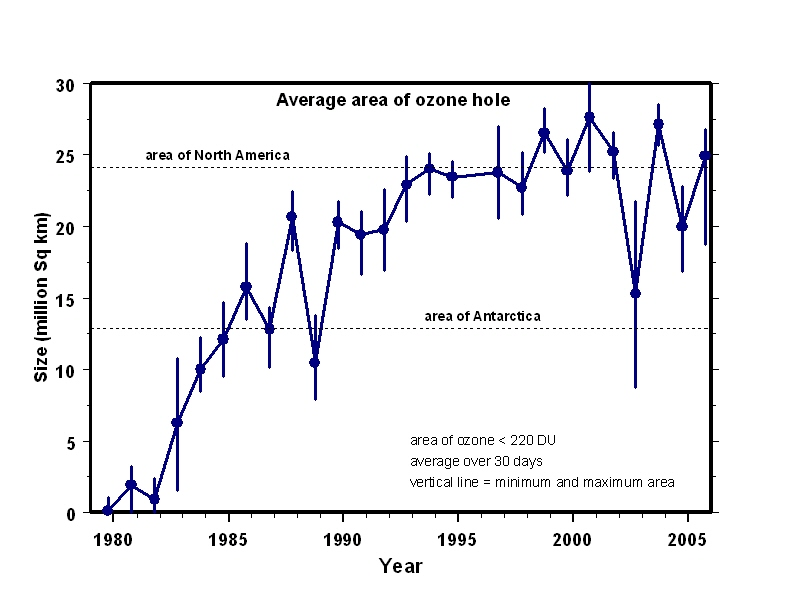 Average area of ozone hole
30
25
20
15
10
5
0
Size (million Sq km)
area of North America
area of Antarctica
area of ozone < 220 DU
average over 30 days
vertical line = minimum and maximum area
1980 1985 1990 1995 2000 2005
Year